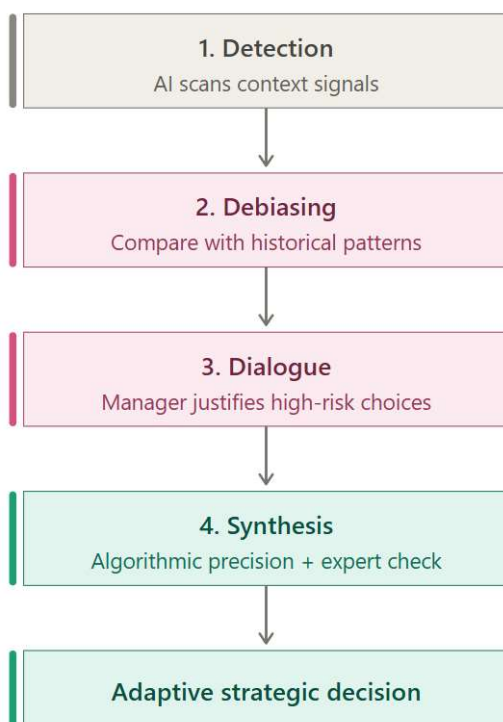 1. Detection
AI scans context signals
2. Debiasing
Compare with historical patterns
3. Dialogue
Manager justifies high-risk choices
4. Synthesis
Algorithmic precision + expert check
Adaptive strategic decision